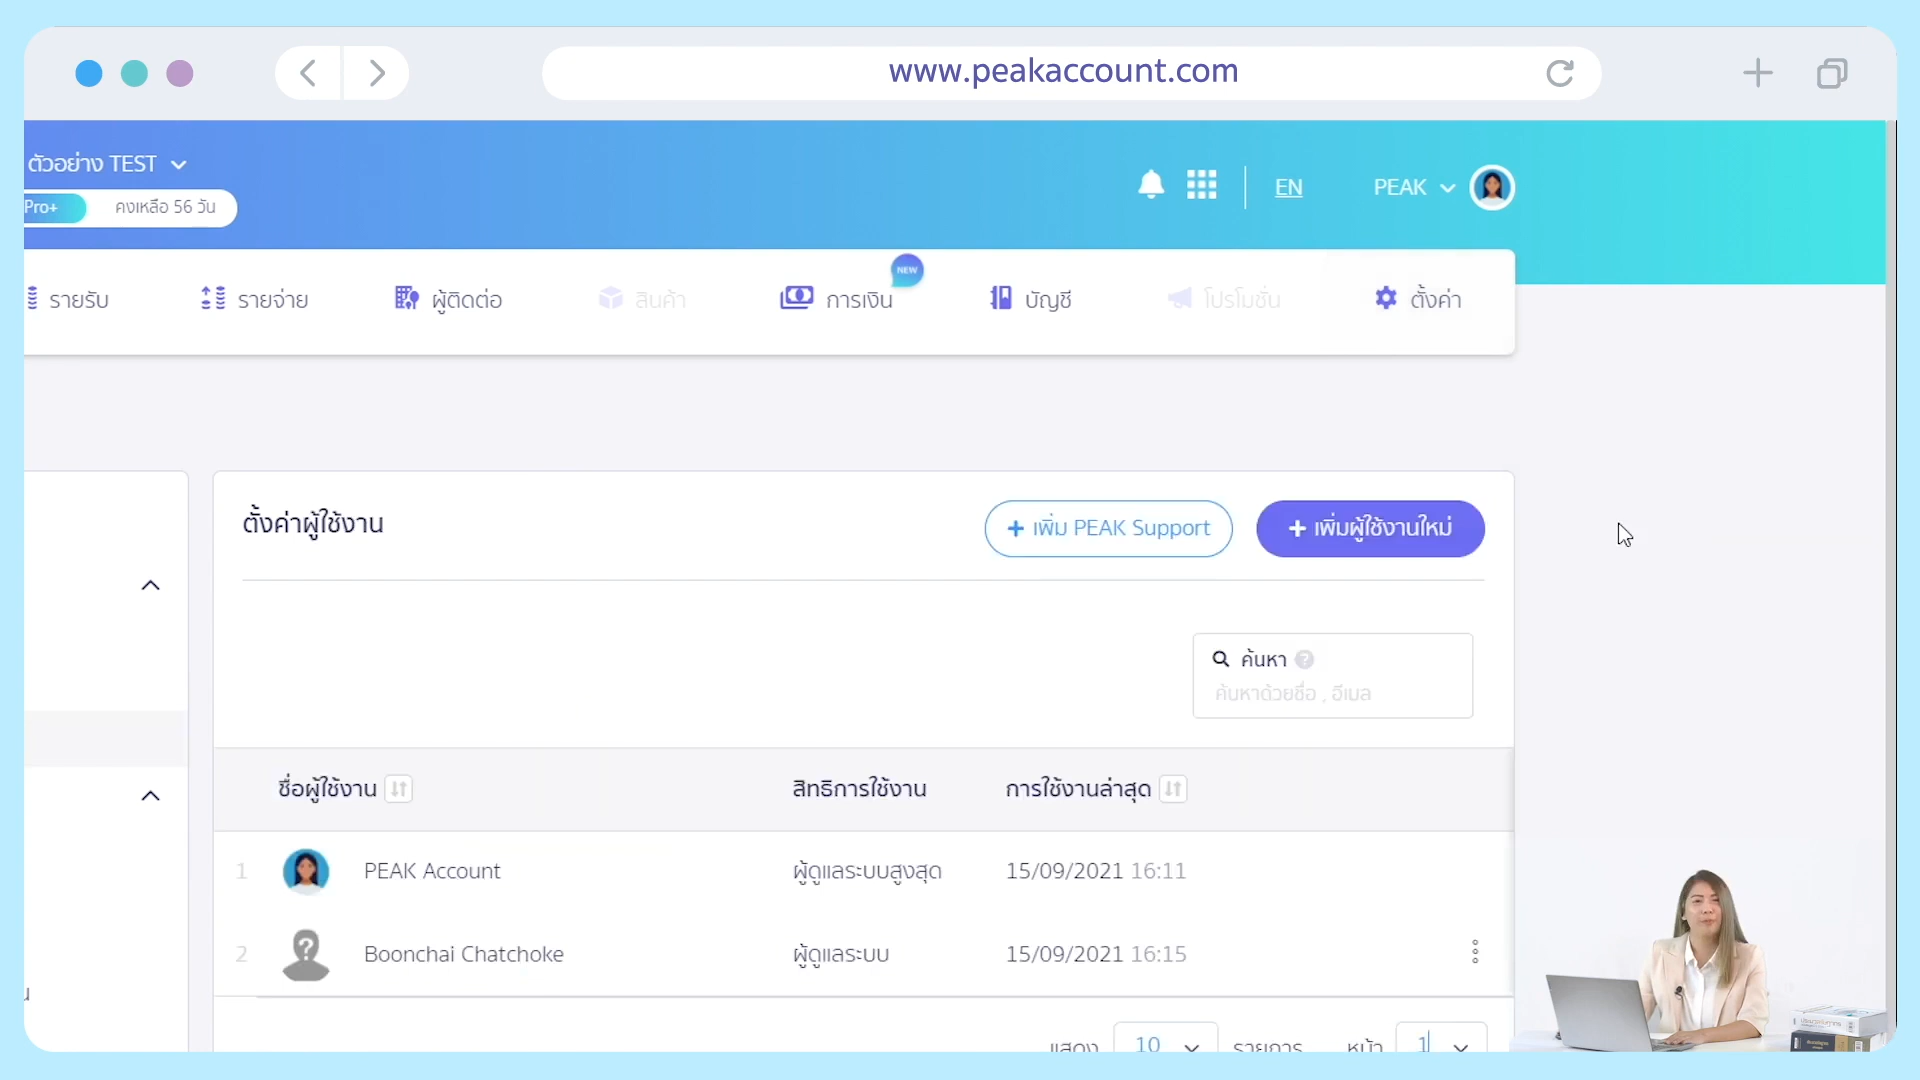 www.peakaccount.com
ตัวอย่าง TEST
Pro+ คงเหลือ 56 วัน
EN PEAK
NEW
รายรับ รายจ่าย ผู้ติดต่อ สินค้า การเงิน บัญชี โปรโมชั่น ตั้งค่า
ตั้งค่าผู้ใช้งาน + เพิ่ม PEAK Support + เพิ่มผู้ใช้งานใหม่
ค้นหา ?
ค้นหาด้วยชื่อ , อีเมล
ชื่อผู้ใช้งาน สิทธิการใช้งาน การใช้งานล่าสุด
1 PEAK Account ผู้ดูแลระบบสูงสุด 15/09/2021 16:11
2 Boonchai Chatchoke ผู้ดูแลระบบ 15/09/2021 16:15
แสดง 10 รายการ หน้า 1